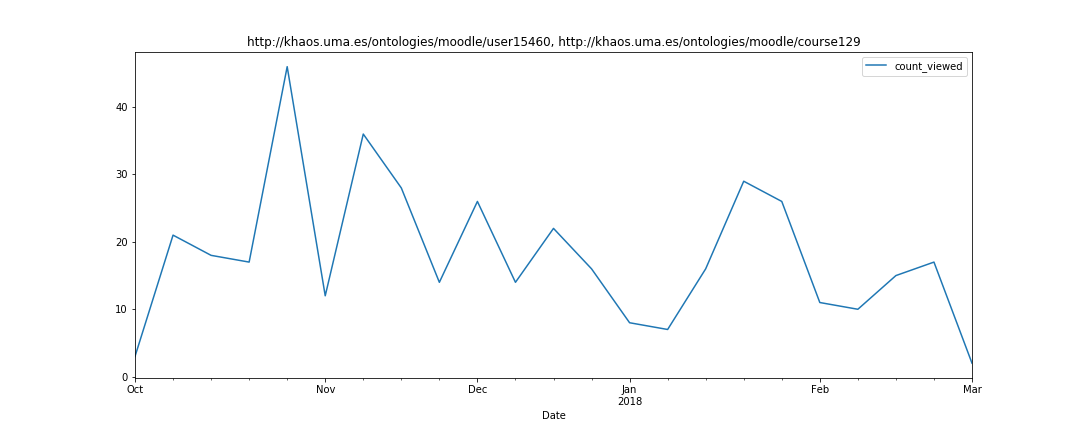 http://khaos.uma.es/ontologies/moodle/user15460, http://khaos.uma.es/ontologies/moodle/course129
count_viewed
40
30
20
10
0
Oct
Nov
Dec
Jan
2018
Feb
Mar
Date